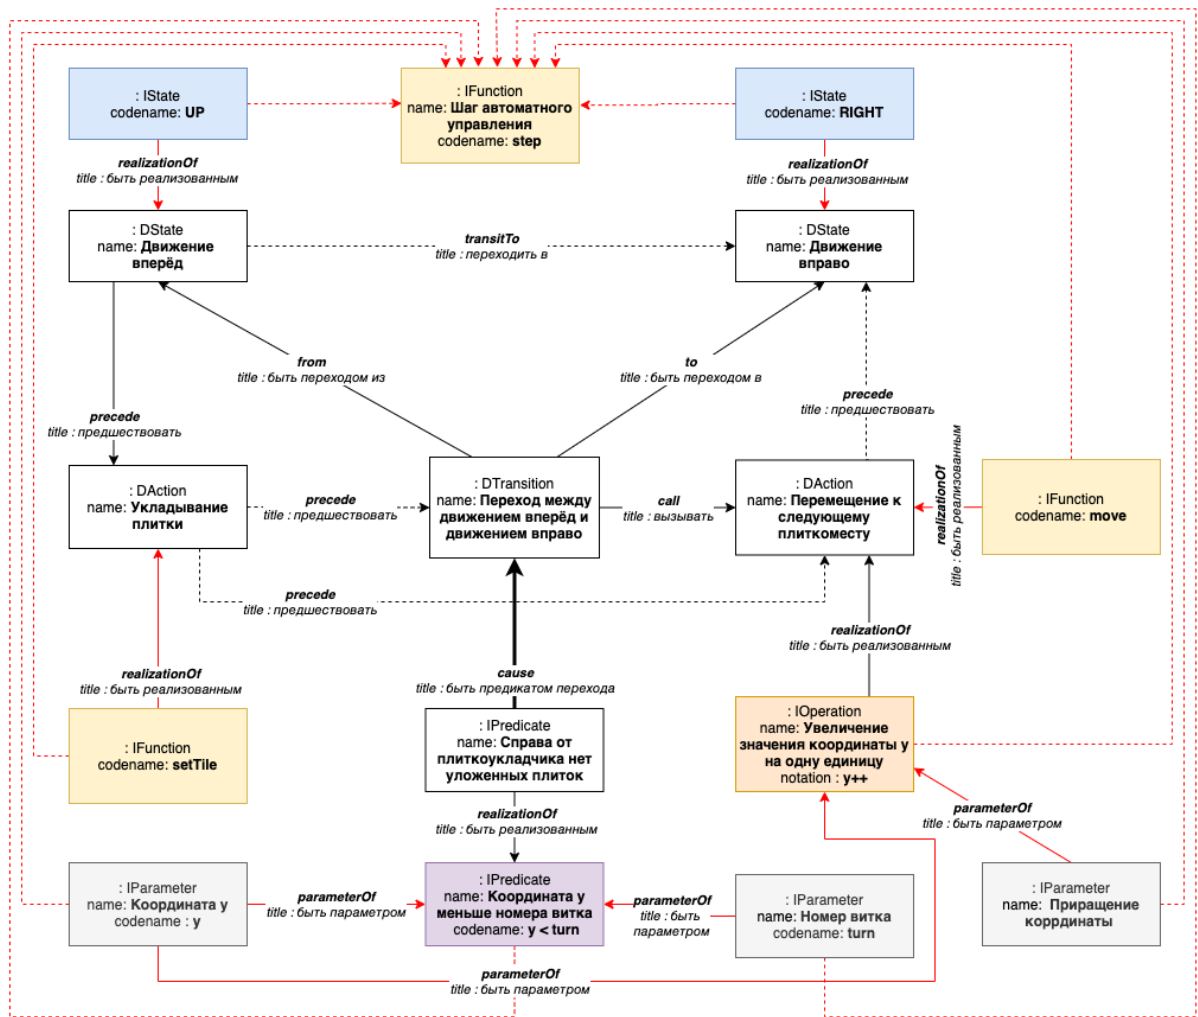 : IState
codename: UP
: IFunction
name: Шаг автоматного
управления
codename: step
: IState
codename: RIGHT
realizationOf
title : быть реализованным
realizationOf
title : быть реализованным
: DState
name: Движение
вперёд
transitTo
title : переходить в
: DState
name: Движение
вправо
from
title : быть переходом из
to
title : быть переходом в
precede
title : предшествовать
precede
title : предшествовать
realizationOf
title : быть реализованным
: DAction
name: Укладывание
плитки
precede
title : предшествовать
: DTransition
name: Переход между
движением вперёд и
движением вправо
call
title : вызывать
: DAction
name: Перемещение к
следующему
плиткоместу
: IFunction
codename: move
precede
title : предшествовать
realizationOf
title : быть реализованным
cause
title : быть предикатом перехода
realizationOf
title : быть реализованным
: IFunction
codename: setTile
: IPredicate
name: Справа от
плиткоукладчика нет
уложенных плиток
: IOperation
name: Увеличение
значения координаты y
на одну единицу
notation : y++
realizationOf
title : быть реализованным
parameterOf
title : быть параметром
: IParameter
name: Координата y
codename : y
parameterOf
title : быть параметром
: IPredicate
name: Координата y
меньше номера витка
codename: y < turn
parameterOf
title : быть
параметром
: IParameter
name: Номер витка
codename: turn
: IParameter
name: Приращение
коррдинаты
parameterOf
title : быть параметром